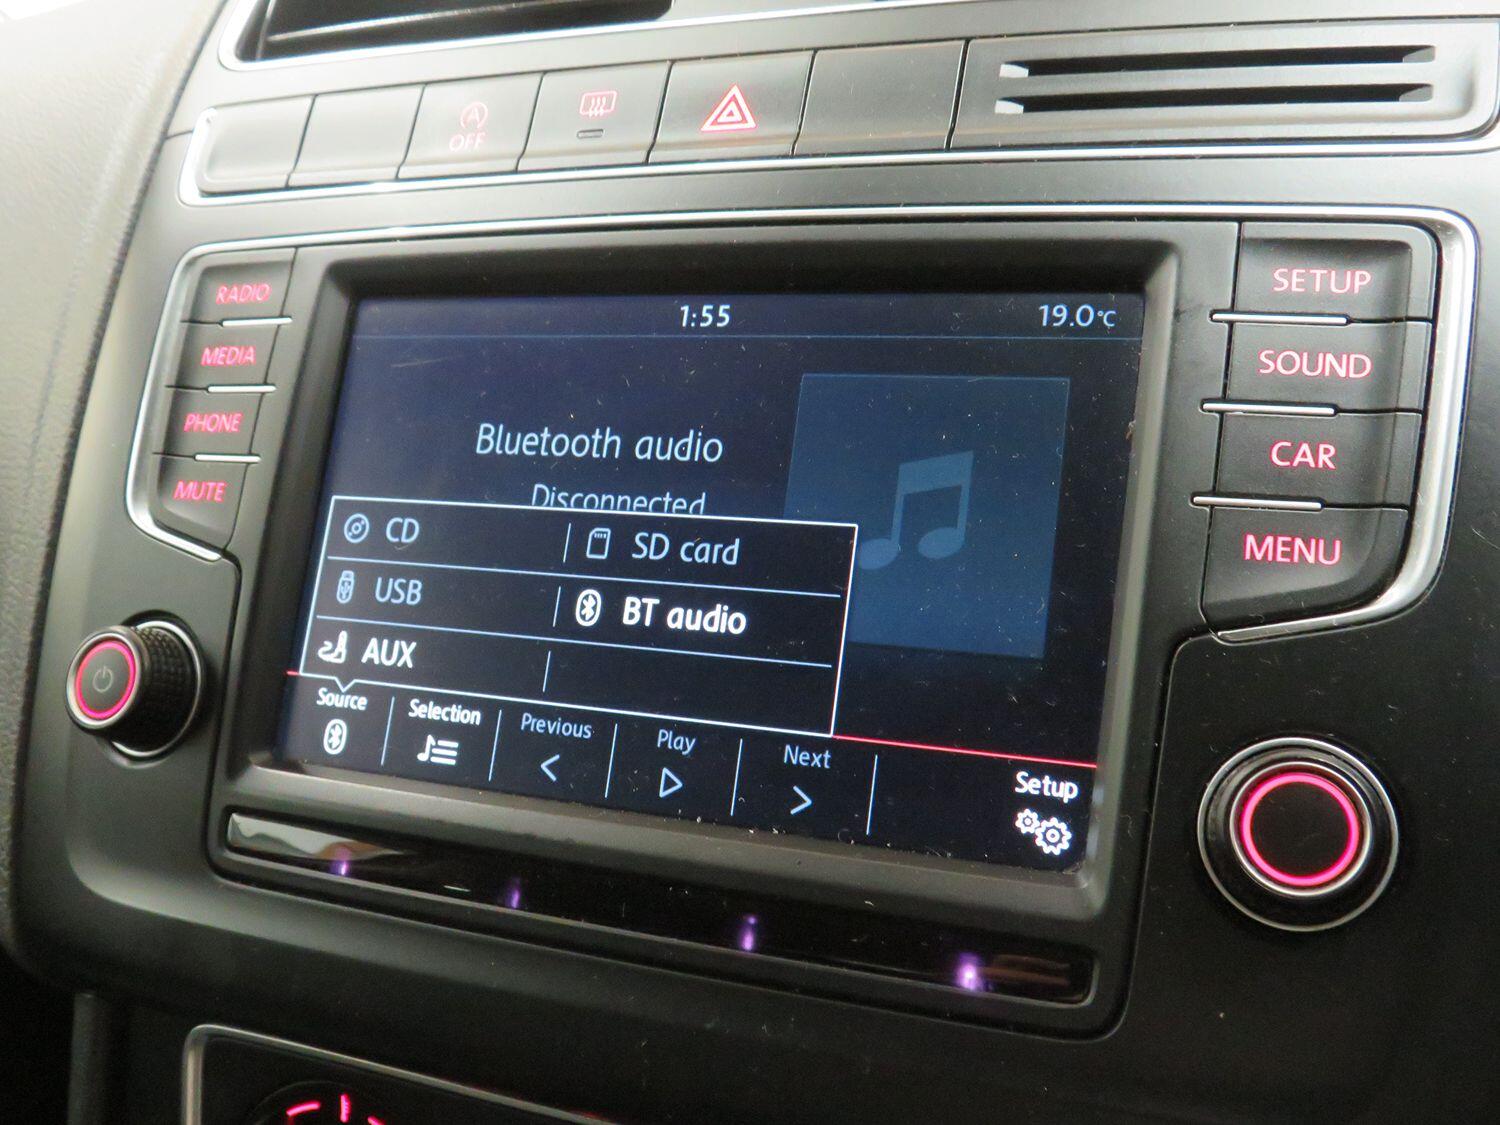 OFF
RADIO
MEDIA
PHONE
MUTE
1:55
19.0°C
Bluetooth audio
Disconnected
CD
SD card
USB
BT audio
AUX
Source
Selection
Previous
Play
Next
Setup
SETUP
SOUND
CAR
MENU